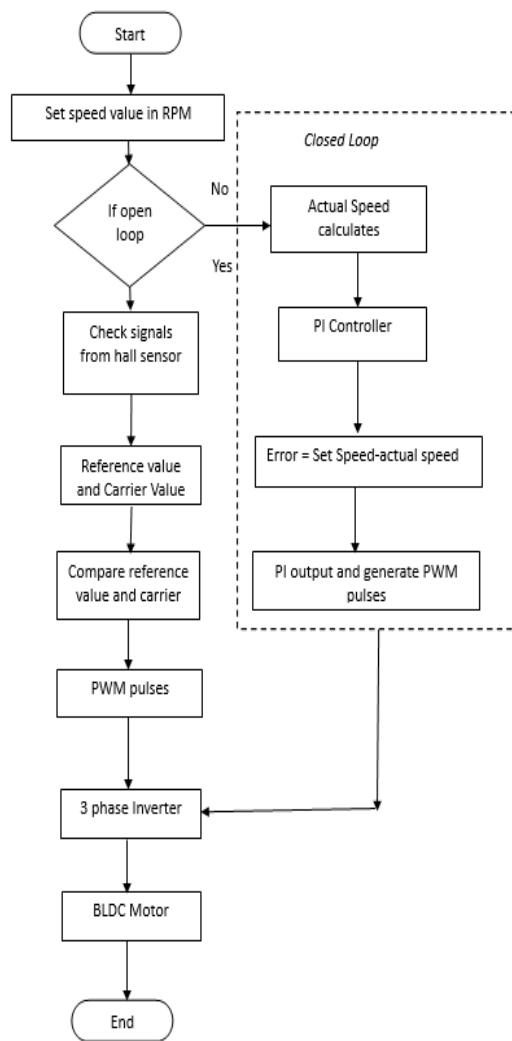 Start
Set speed value in RPM
If open
loop
No
Yes
Closed Loop
Actual Speed
calculates
PI Controller
Error = Set Speed-actual speed
PI output and generate PWM
pulses
Check signals
from hall sensor
Reference value
and Carrier Value
Compare reference
value and carrier
PWM pulses
3 phase Inverter
BLDC Motor
End